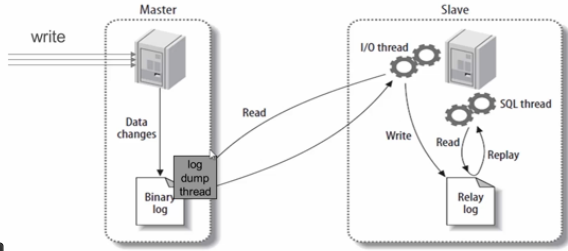 Master
Slave
write
I/O thread
SQL thread
Data
changes
Read
Write
Read
Replay
log
dump
thread
Binary
log
Relay
log